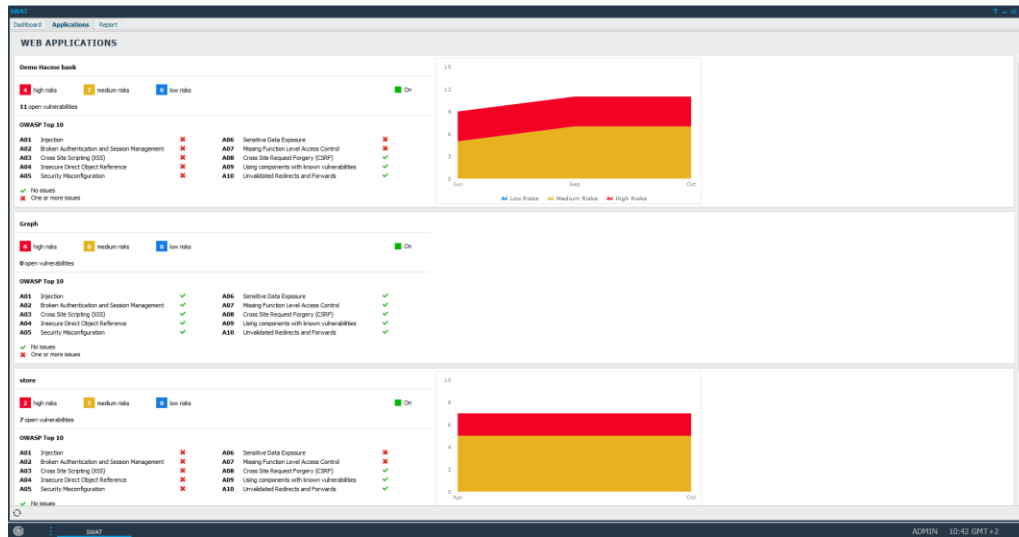 SWAT
Dashboard Applications Report
WEB APPLICATIONS
Demo Hacme bank
4 high risks 7 medium risks 0 low risks On
11 open vulnerabilities
OWASP Top 10
A01 Injection A06 Sensitive Data Exposure
A02 Broken Authentication and Session Management A07 Missing Function Level Access Control
A03 Cross Site Scripting (XSS) A08 Cross Site Request Forgery (CSRF)
A04 Insecure Direct Object Reference A09 Using components with known vulnerabilities
A05 Security Misconfiguration A10 Unvalidated Redirects and Forwards
No issues
One or more issues
15
12
9
6
3
0
Jun Sep Oct
Low Risks Medium Risks High Risks
Graph
0 high risks 0 medium risks 0 low risks On
0 open vulnerabilities
OWASP Top 10
A01 Injection A06 Sensitive Data Exposure
A02 Broken Authentication and Session Management A07 Missing Function Level Access Control
A03 Cross Site Scripting (XSS) A08 Cross Site Request Forgery (CSRF)
A04 Insecure Direct Object Reference A09 Using components with known vulnerabilities
A05 Security Misconfiguration A10 Unvalidated Redirects and Forwards
No issues
One or more issues
store
2 high risks 5 medium risks 0 low risks On
7 open vulnerabilities
OWASP Top 10
A01 Injection A06 Sensitive Data Exposure
A02 Broken Authentication and Session Management A07 Missing Function Level Access Control
A03 Cross Site Scripting (XSS) A08 Cross Site Request Forgery (CSRF)
A04 Insecure Direct Object Reference A09 Using components with known vulnerabilities
A05 Security Misconfiguration A10 Unvalidated Redirects and Forwards
No issues
10
8
6
4
2
0
Apr Oct
SWAT ADMIN 10:42 GMT+2